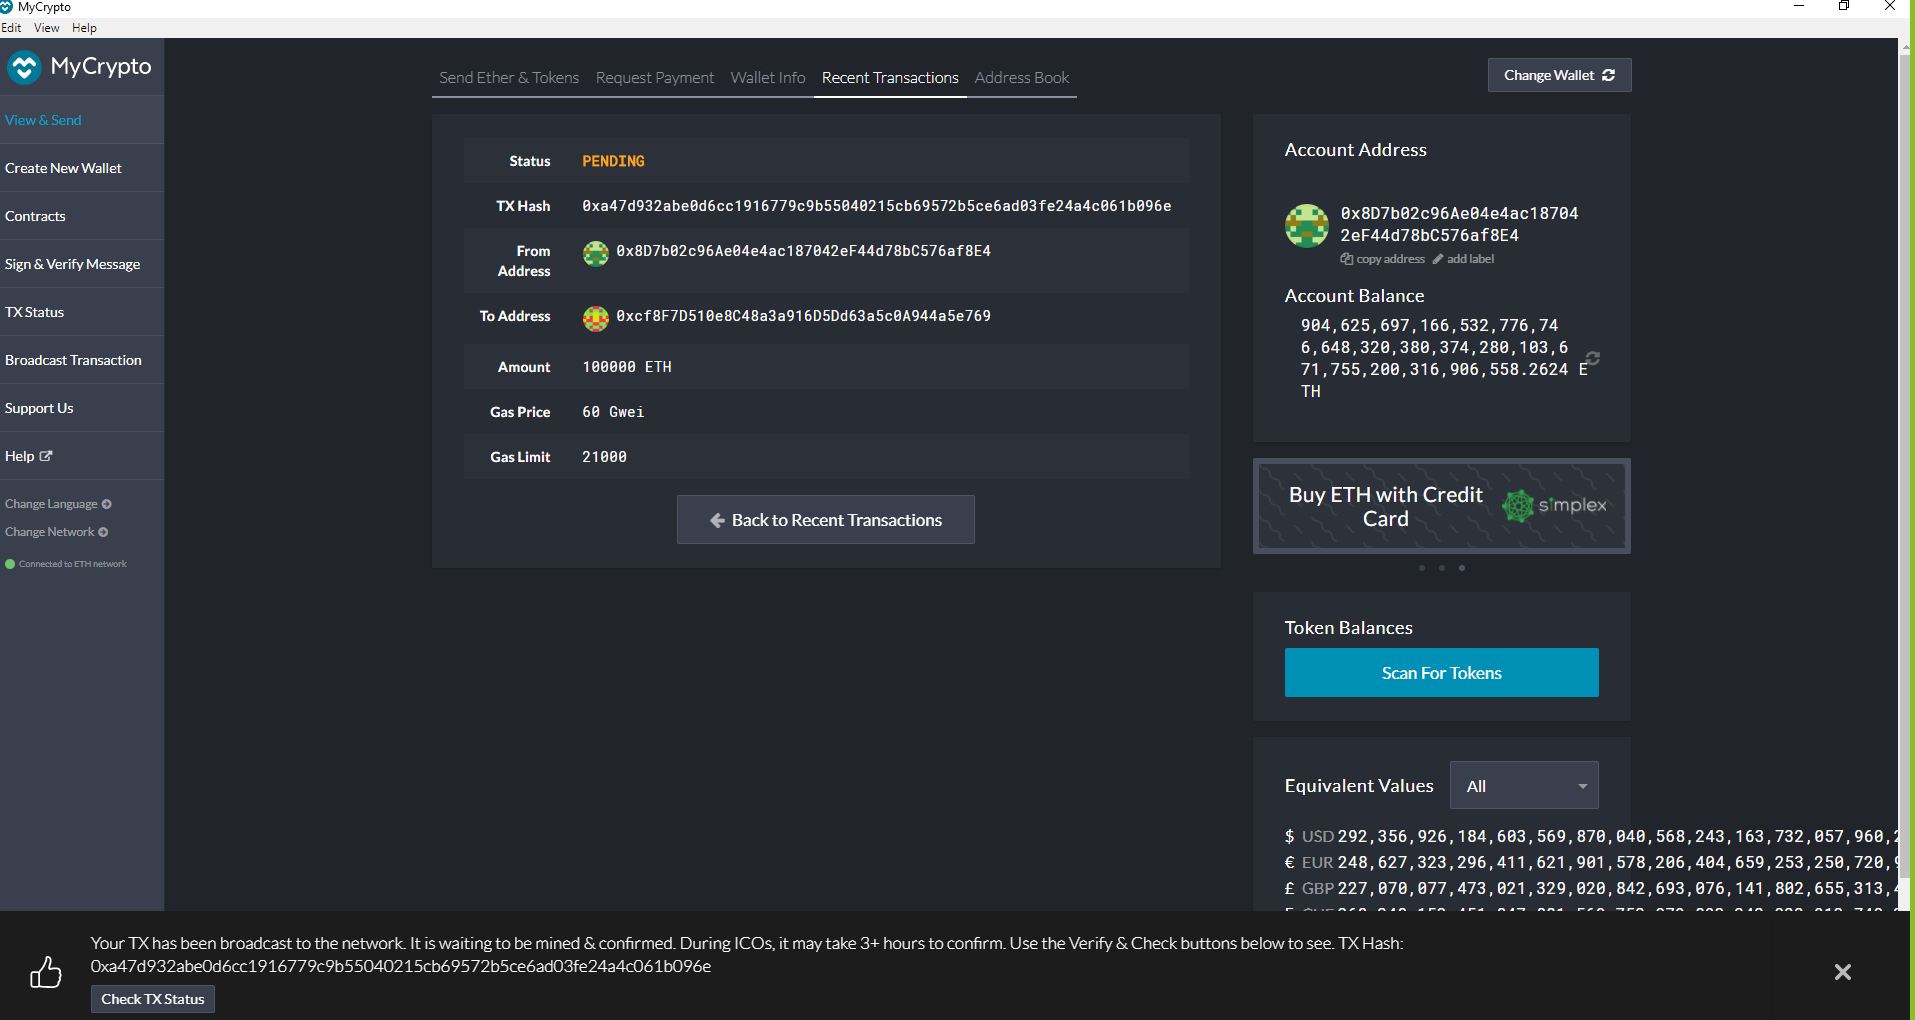 MyCrypto
Edit View Help
MyCrypto
View & Send
Create New Wallet
Contracts
Sign & Verify Message
TX Status
Broadcast Transaction
Support Us
Help
Change Language
Change Network
Connected to ETH network
Send Ether & Tokens Request Payment Wallet Info Recent Transactions Address Book
Change Wallet
Status PENDING
TX Hash 0xa47d932abe0d6cc1916779c9b55040215cb69572b5ce6ad03fe24a4c061b096e
From Address 0x8D7b02c96Ae04e4ac187042eF44d78bC576af8E4
To Address 0xcf8F7D510e8C48a3a916D5Dd63a5c0A944a5e769
Amount 100000 ETH
Gas Price 60 Gwei
Gas Limit 21000
Back to Recent Transactions
Account Address
0x8D7b02c96Ae04e4ac18704
2eF44d78bC576af8E4
copy address add label
Account Balance
904,625,697,166,532,776,74
6,648,320,380,374,280,103,6
71,755,200,316,906,558.2624 E
TH
Buy ETH with Credit
Card
simplex
Token Balances
Scan For Tokens
Equivalent Values All
$ USD 292,356,926,184,603,569,870,040,568,243,163,732,057,960,2
€ EUR 248,627,323,296,411,621,901,578,206,404,659,253,250,720,9
£ GBP 227,070,077,473,021,329,020,842,693,076,141,802,655,313,4
Your TX has been broadcast to the network. It is waiting to be mined & confirmed. During ICOs, it may take 3+ hours to confirm. Use the Verify & Check buttons below to see. TX Hash:
0xa47d932abe0d6cc1916779c9b55040215cb69572b5ce6ad03fe24a4c061b096e
Check TX Status